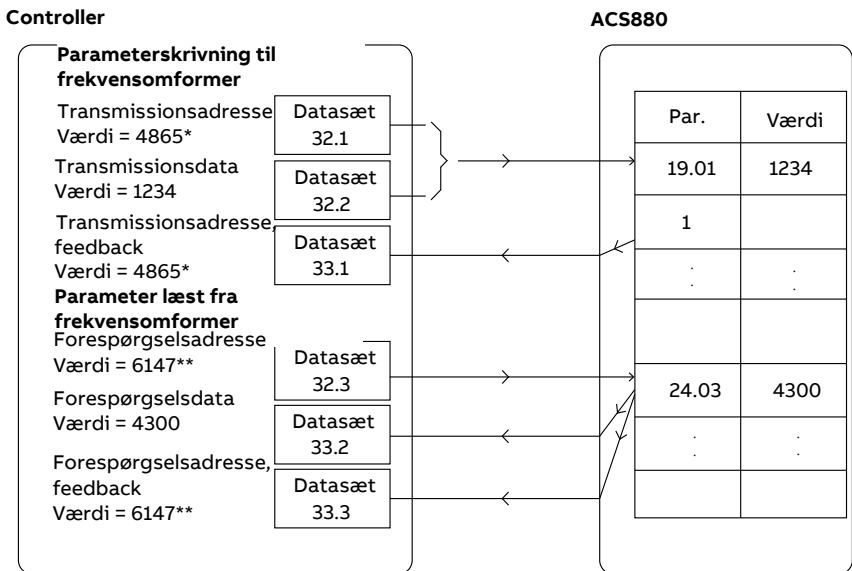 Controller
ACS880
Parameterskrivning til
frekvensomformer
Transmissionsadresse
Værdi = 4865*
Datasæt
32.1
Transmissionsdata
Værdi = 1234
Datasæt
32.2
Transmissionsadresse,
feedback
Værdi = 4865*
Datasæt
33.1
Parameter læst fra
frekvensomformer
Forespørgselsadresse
Værdi = 6147**
Datasæt
32.3
Forespørgselsdata
Værdi = 4300
Datasæt
33.2
Forespørgselsadresse,
feedback
Værdi = 6147**
Datasæt
33.3
Par. Værdi
19.01 1234
1
: :
24.03 4300
: :